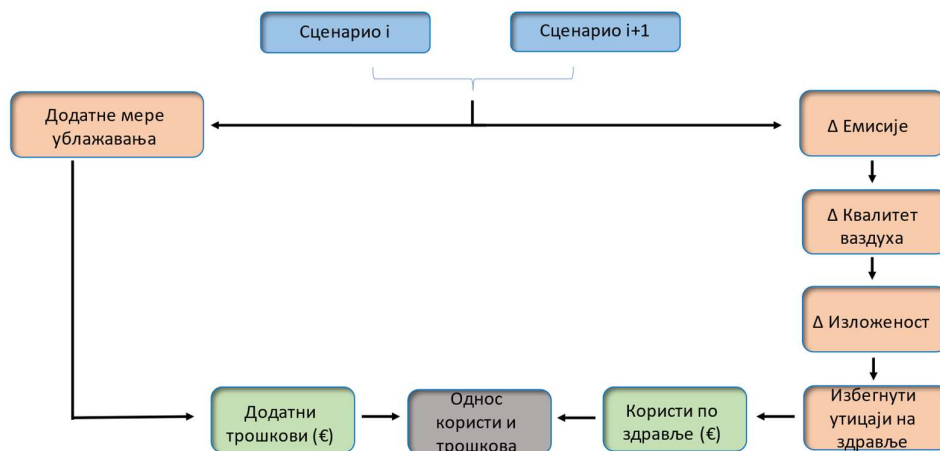 Сценарио i
Сценарио i+1
Додатне мере
ублажавања
Δ Емисије
Δ Квалитет
ваздуха
Δ Изложеност
Избегнути
утицаји на
здравље
Користи по
здравље (€)
Однос
користи и
трошкова
Додатни
трошкови (€)